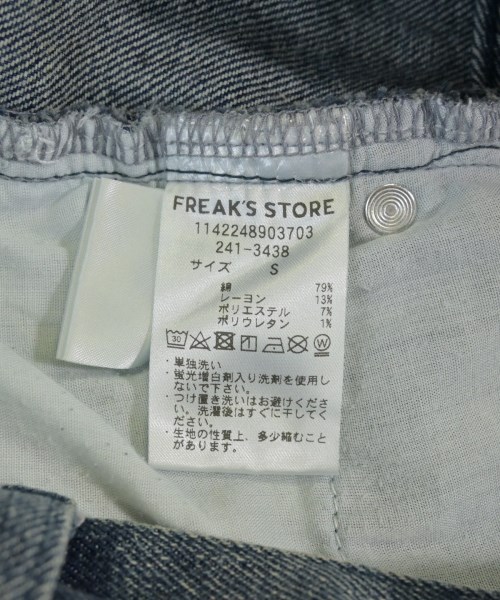 FREAK'S STORE
1142248903703
241-3438
サイズ S
綿 79%
レーヨン 13%
ポリエステル 7%
ポリウレタン 1%
30
W
・単独洗い
・蛍光増白剤入り洗剤を使用し
ないで下さい。
・つけ置き洗いはお避けくださ
い。洗濯後はすぐに干してく
ださい。
・生地の性質上、多少縮むこと
があります。